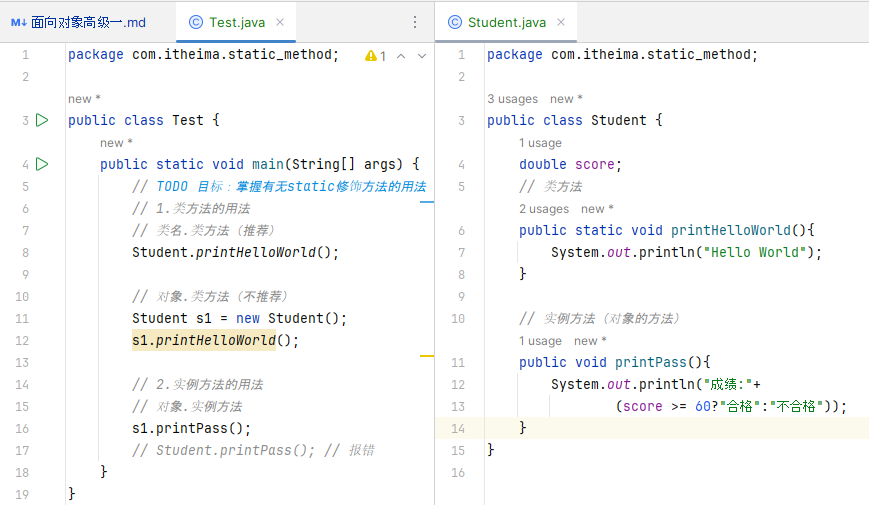 M↓ 面向对象高级一.md
Test.java
1 package com.itheima.static_method;
1
2
new *
3 public class Test {
new *
4 public static void main(String[] args) {
5 // TODO 目标：掌握有无static修饰方法的用法
6 // 1.类方法的用法
7 // 类名.类方法（推荐）
8 Student.printHelloWorld();
9
10 // 对象.类方法（不推荐）
11 Student s1 = new Student();
12 s1.printHelloWorld();
13
14 // 2.实例方法的用法
15 // 对象.实例方法
16 s1.printPass();
17 // Student.printPass(); // 报错
18 }
19 }
Student.java
1 package com.itheima.static_method;
2
3 usages new *
3 public class Student {
1 usage
4 double score;
5 // 类方法
2 usages new *
6 public static void printHelloWorld(){
7 System.out.println("Hello World");
8 }
9
10 // 实例方法（对象的方法）
1 usage new *
11 public void printPass(){
12 System.out.println("成绩:"+
13 (score >= 60?"合格":"不合格"));
14 }
15 }
16